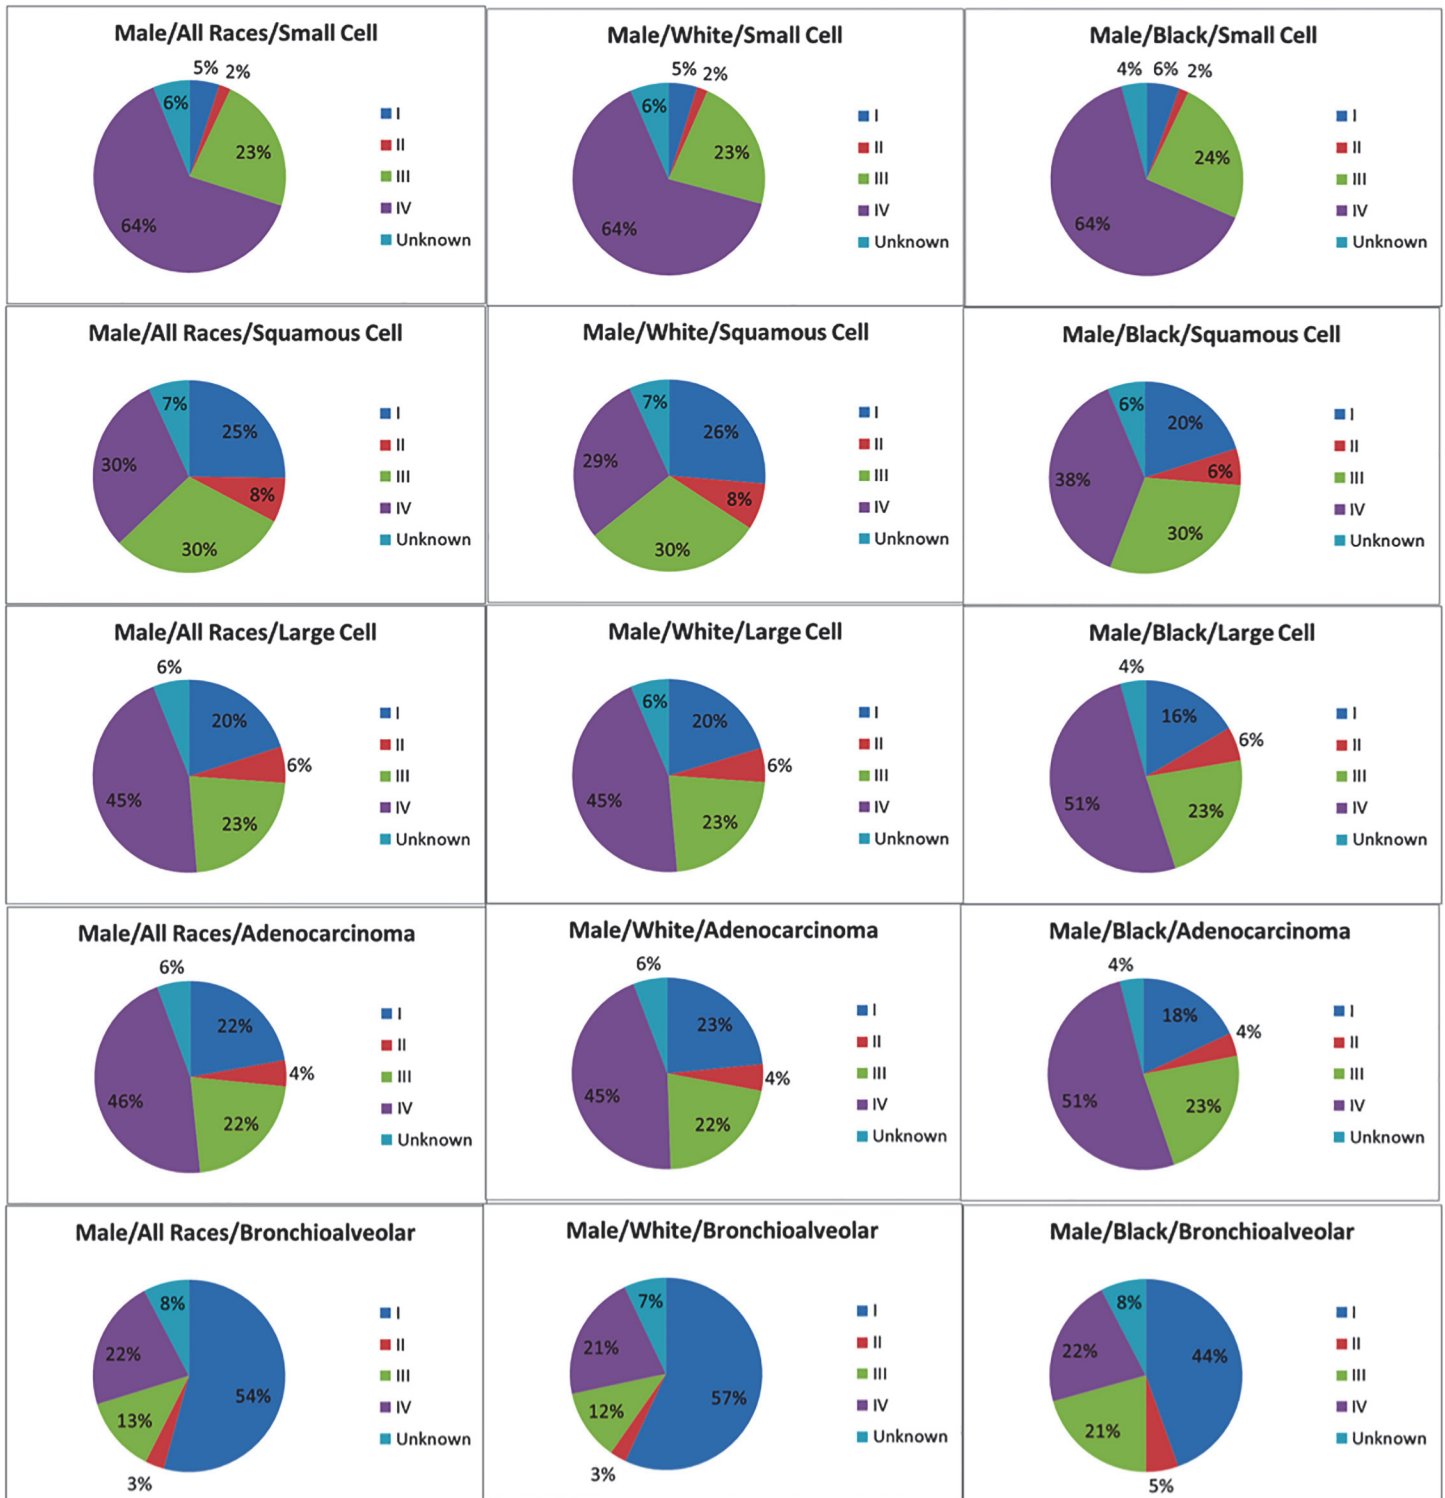 Male/All Races/Small Cell
5% 2%
6%
23%
64%
I
II
III
IV
Unknown
Male/White/Small Cell
5% 2%
6%
23%
64%
I
II
III
IV
Unknown
Male/Black/Small Cell
4% 6% 2%
24%
64%
I
II
III
IV
Unknown
Male/All Races/Squamous Cell
7%
25%
30%
8%
30%
I
II
III
IV
Unknown
Male/White/Squamous Cell
7%
26%
29%
8%
30%
I
II
III
IV
Unknown
Male/Black/Squamous Cell
6%
20%
6%
38%
30%
I
II
III
IV
Unknown
Male/All Races/Large Cell
6%
20%
6%
45%
23%
I
II
III
IV
Unknown
Male/White/Large Cell
6%
20%
6%
45%
23%
I
II
III
IV
Unknown
Male/Black/Large Cell
4%
16%
6%
51%
23%
I
II
III
IV
Unknown
Male/All Races/Adenocarcinoma
6%
22%
4%
46%
22%
I
II
III
IV
Unknown
Male/White/Adenocarcinoma
6%
23%
4%
45%
22%
I
II
III
IV
Unknown
Male/Black/Adenocarcinoma
4%
18%
4%
51%
23%
I
II
III
IV
Unknown
Male/All Races/Bronchioalveolar
8%
22%
54%
13%
3%
I
II
III
IV
Unknown
Male/White/Bronchioalveolar
7%
21%
57%
12%
3%
I
II
III
IV
Unknown
Male/Black/Bronchioalveolar
8%
22%
44%
21%
5%
I
II
III
IV
Unknown